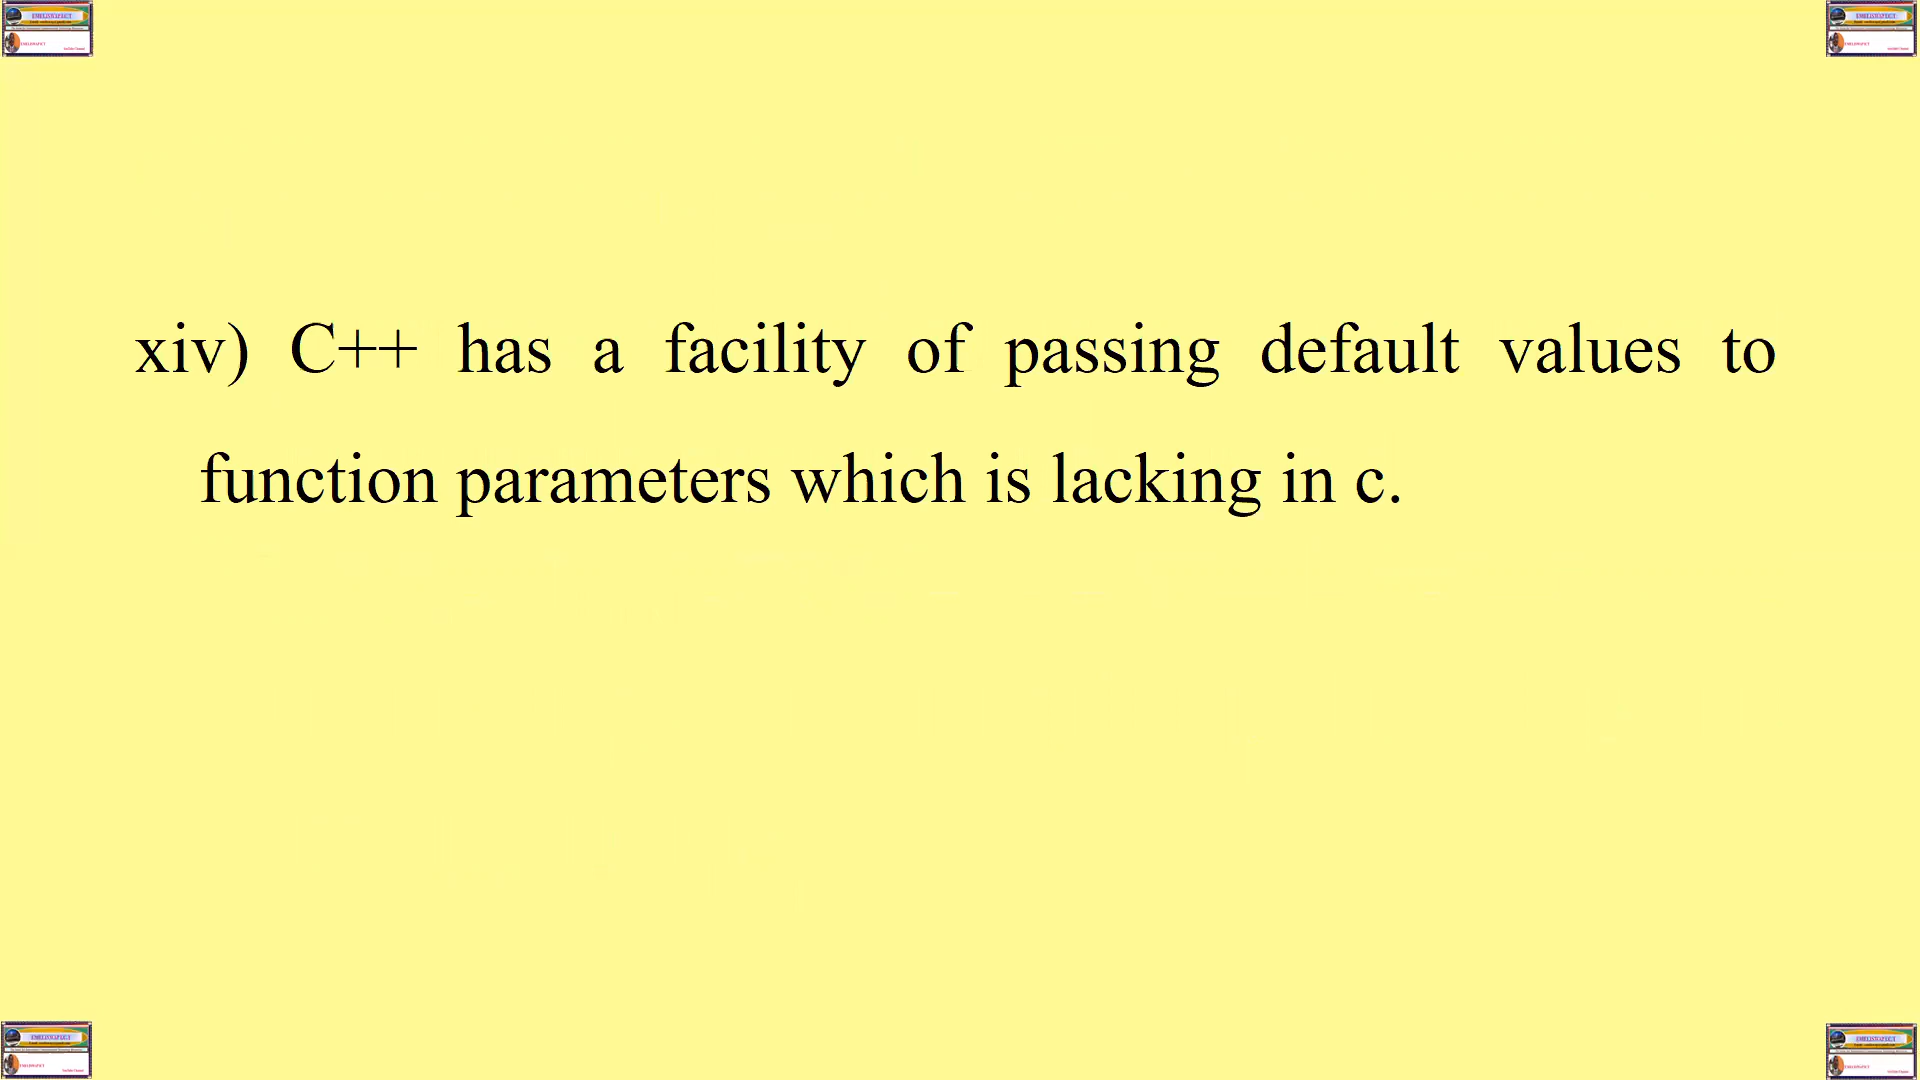 xiv) C++ has a facility of passing default values to
function parameters which is lacking in c.